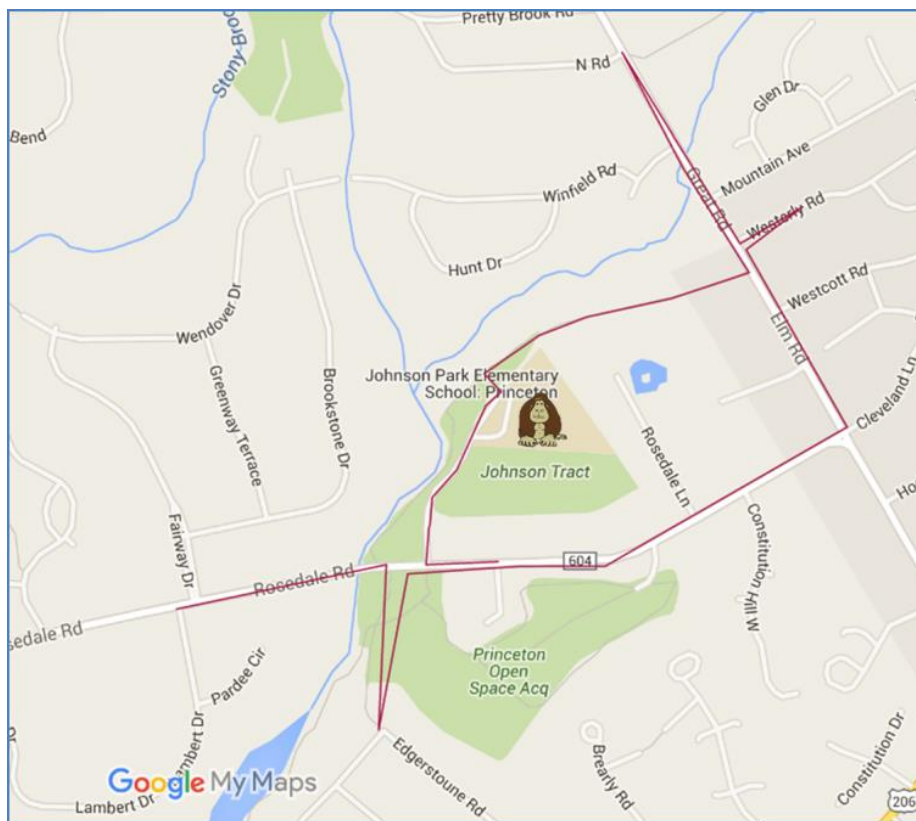 Pretty Brook Rd
Stony Broo
N Rd
Glen Dr
Bend
Mountain Ave
Winfield Rd
Great Rd
Westerly Rd
Hunt Dr
Westcott Rd
Wendover Dr
Elm Rd
Johnson Park Elementary
School: Princeton
Cleveland Ln
Greenway Terrace
Brookstone Dr
Rosedale Ln
Johnson Tract
Ho
Fairway Dr
Constitution Hill W
604
Rosedale Rd
sedale Rd
Princeton
Open
Space Acq
Pardee Cir
Lambert Dr
Edgerstoune Rd
Brearly Rd
Constitution Dr
Dr
Google My Maps
Lambert Dr
206